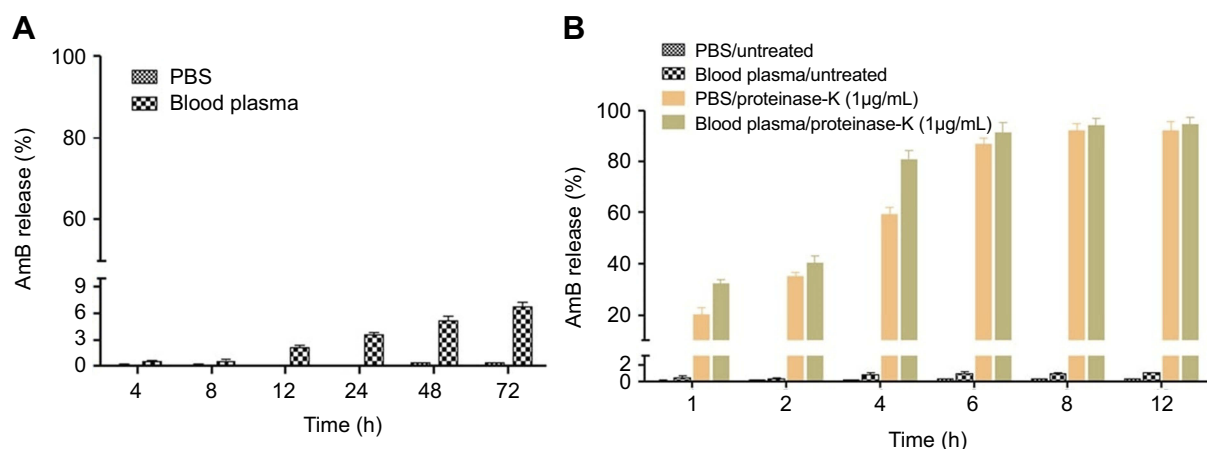 A
100
80
60
9
6
3
0
AmB release (%)
PBS
Blood plasma
4 8 12 24 48 72
Time (h)
B
PBS/untreated
Blood plasma/untreated
PBS/proteinase-K (1µg/mL)
Blood plasma/proteinase-K (1µg/mL)
100
80
60
40
20
2
0
AmB release (%)
1 2 4 6 8 12
Time (h)